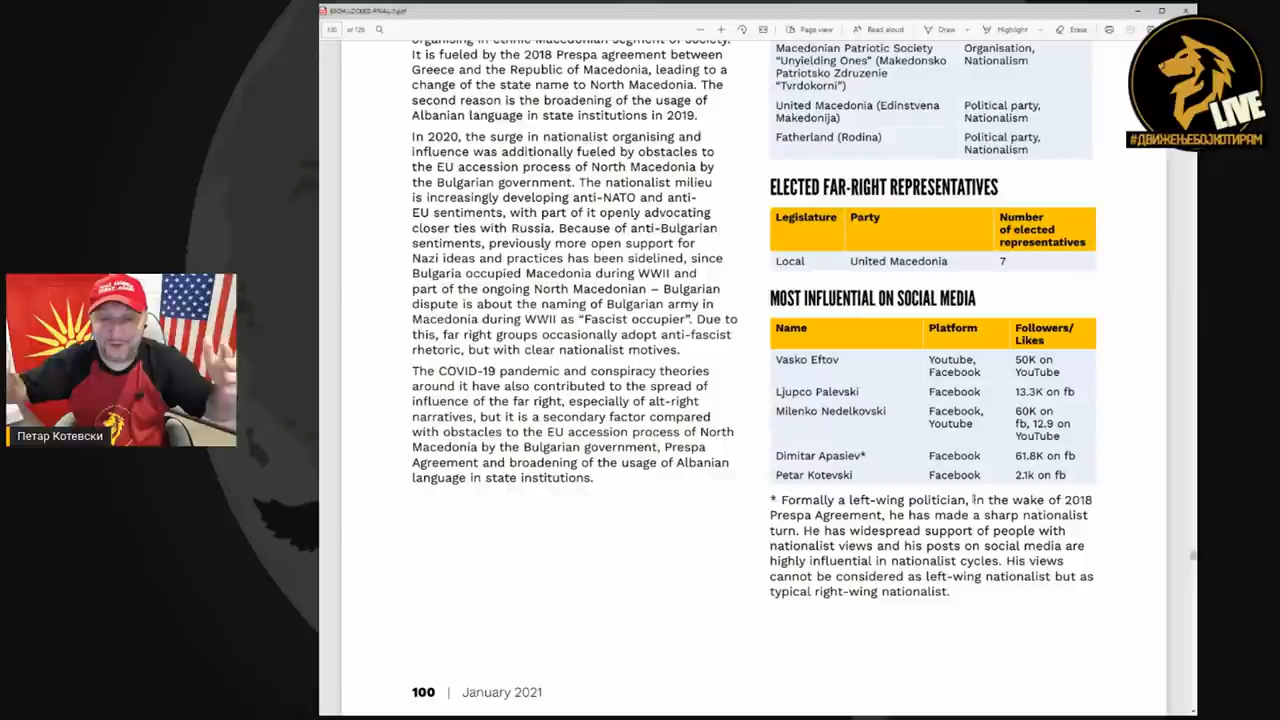 100
of 128
Page view
Read aloud
Draw
Highlight
Erase
LIVE
#ДВИЖЕЊЕБОЈКОТИРАМ
Петар Котевски
organising in ethnic Macedonian segment of society.
It is fueled by the 2018 Prespa agreement between
Greece and the Republic of Macedonia, leading to a
change of the state name to North Macedonia. The
second reason is the broadening of the usage of
Albanian language in state institutions in 2019.
In 2020, the surge in nationalist organising and
influence was additionally fueled by obstacles to
the EU accession process of North Macedonia by
the Bulgarian government. The nationalist milieu
is increasingly developing anti-NATO and anti-
EU sentiments, with part of it openly advocating
closer ties with Russia. Because of anti-Bulgarian
sentiments, previously more open support for
Nazi ideas and practices has been sidelined, since
Bulgaria occupied Macedonia during WWII and
part of the ongoing North Macedonian – Bulgarian
dispute is about the naming of Bulgarian army in
Macedonia during WWII as “Fascist occupier”. Due to
this, far right groups occasionally adopt anti-fascist
rhetoric, but with clear nationalist motives.
The COVID-19 pandemic and conspiracy theories
around it have also contributed to the spread of
influence of the far right, especially of alt-right
narratives, but it is a secondary factor compared
with obstacles to the EU accession process of North
Macedonia by the Bulgarian government, Prespa
Agreement and broadening of the usage of Albanian
language in state institutions.
Macedonian Patriotic Society
“Unyielding Ones” (Makedonsko
Patriotsko Zdruzenie
“Tvrdokorni”)
Organisation,
Nationalism
United Macedonia (Edinstvena
Makedonija)
Political party,
Nationalism
Fatherland (Rodina)
Political party,
Nationalism
ELECTED FAR-RIGHT REPRESENTATIVES
Legislature
Party
Number
of elected
representatives
Local
United Macedonia
7
MOST INFLUENTIAL ON SOCIAL MEDIA
Name
Platform
Followers/
Likes
Vasko Eftov
Youtube,
Facebook
50K on
YouTube
Ljupco Palevski
Facebook
13.3K on fb
Milenko Nedelkovski
Facebook,
Youtube
60K on
fb, 12.9 on
YouTube
Dimitar Apasiev*
Facebook
61.8K on fb
Petar Kotevski
Facebook
2.1k on fb
* Formally a left-wing politician, in the wake of 2018
Prespa Agreement, he has made a sharp nationalist
turn. He has widespread support of people with
nationalist views and his posts on social media are
highly influential in nationalist cycles. His views
cannot be considered as left-wing nationalist but as
typical right-wing nationalist.
100 | January 2021